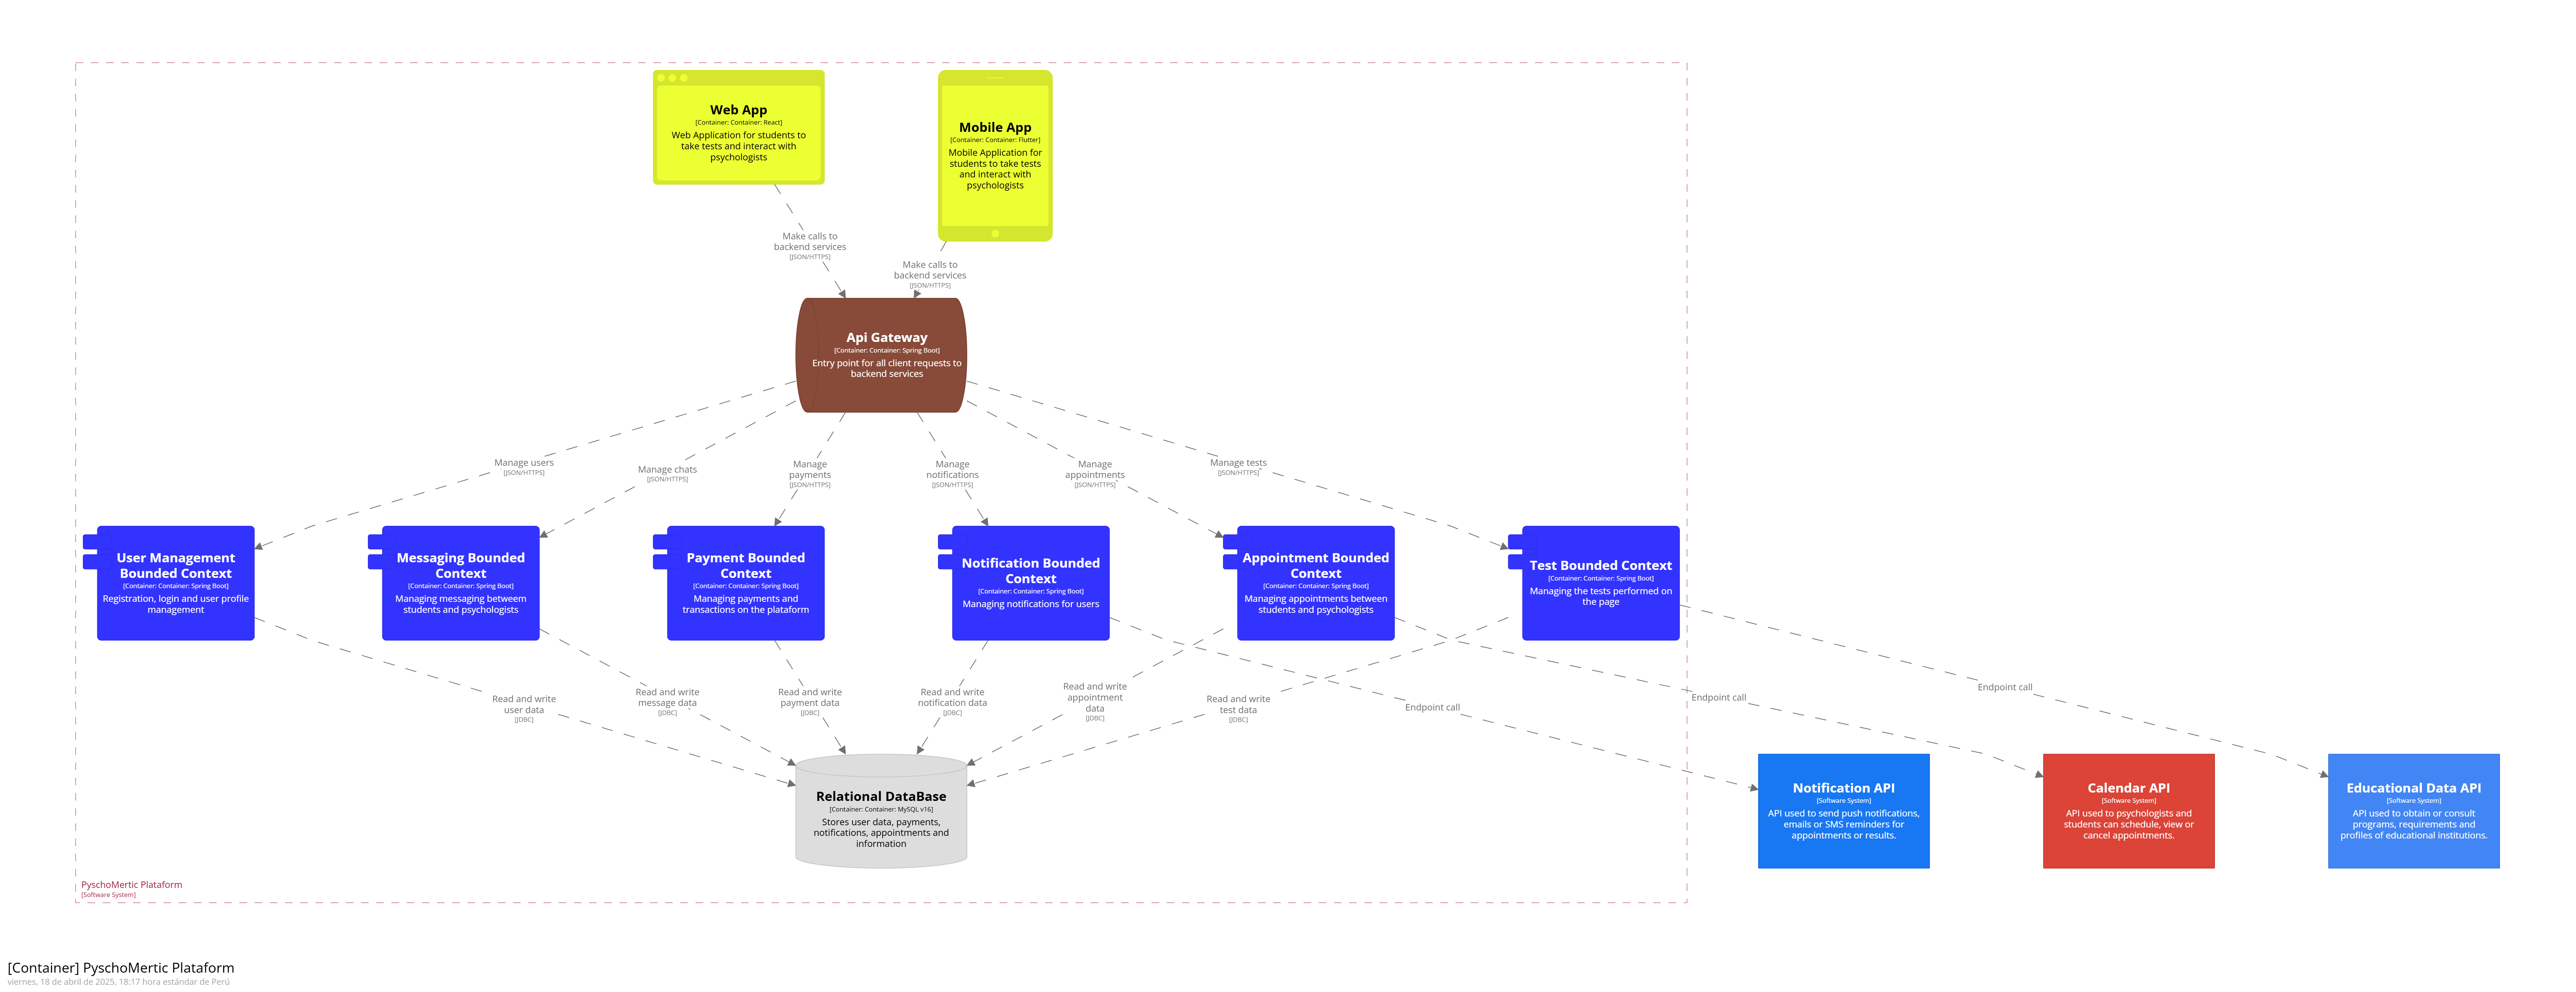 Web App
[Container: Container: React]
Web Application for students to
take tests and interact with
psychologists
Mobile App
[Container: Container: Flutter]
Mobile Application for
students to take tests
and interact with
psychologists
Make calls to
backend services
[JSON/HTTPS]
Make calls to
backend services
[JSON/HTTPS]
Api Gateway
[Container: Container: Spring Boot]
Entry point for all client requests to
backend services
Manage users
[JSON/HTTPS]
Manage chats
[JSON/HTTPS]
Manage
payments
[JSON/HTTPS]
Manage
notifications
[JSON/HTTPS]
Manage
appointments
[JSON/HTTPS]
Manage tests
[JSON/HTTPS]
User Management
Bounded Context
[Container: Container: Spring Boot]
Registration, login and user profile
management
Messaging Bounded
Context
[Container: Container: Spring Boot]
Managing messaging betweem
students and psychologists
Payment Bounded
Context
[Container: Container: Spring Boot]
Managing payments and
transactions on the plataform
Notification Bounded
Context
[Container: Container: Spring Boot]
Managing notifications for users
Appointment Bounded
Context
[Container: Container: Spring Boot]
Managing appointments between
students and psychologists
Test Bounded Context
[Container: Container: Spring Boot]
Managing the tests performed on
the page
Read and write
user data
[JDBC]
Read and write
message data
[JDBC]
Read and write
payment data
[JDBC]
Read and write
notification data
[JDBC]
Read and write
appointment
data
[JDBC]
Read and write
test data
[JDBC]
Endpoint call
Endpoint call
Endpoint call
Relational DataBase
[Container: Container: MySQL v16]
Stores user data, payments,
notifications, appointments and
information
Notification API
[Software System]
API used to send push notifications,
emails or SMS reminders for
appointments or results.
Calendar API
[Software System]
API used to psychologists and
students can schedule, view or
cancel appointments.
Educational Data API
[Software System]
API used to obtain or consult
programs, requirements and
profiles of educational institutions.
PyschoMertic Plataform
[Software System]
[Container] PyschoMertic Plataform
viernes, 18 de abril de 2025, 18:17 hora estándar de Perú